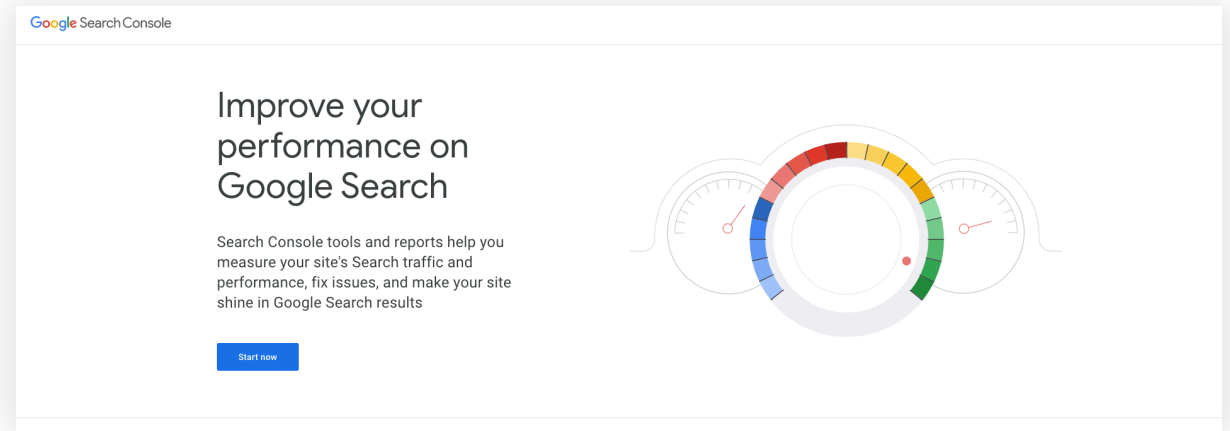 Google Search Console
Improve your
performance on
Google Search
Search Console tools and reports help you
measure your site's Search traffic and
performance, fix issues, and make your site
shine in Google Search results
Start now